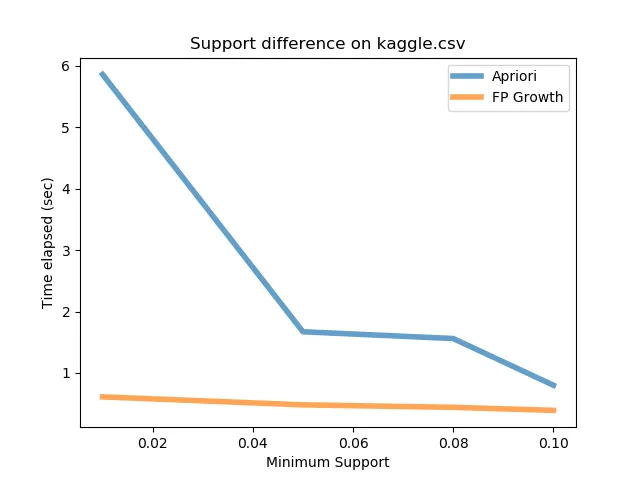 Support difference on kaggle.csv
Apriori
FP Growth
Time elapsed (sec)
6
5
4
3
2
1
0.02 0.04 0.06 0.08 0.10
Minimum Support